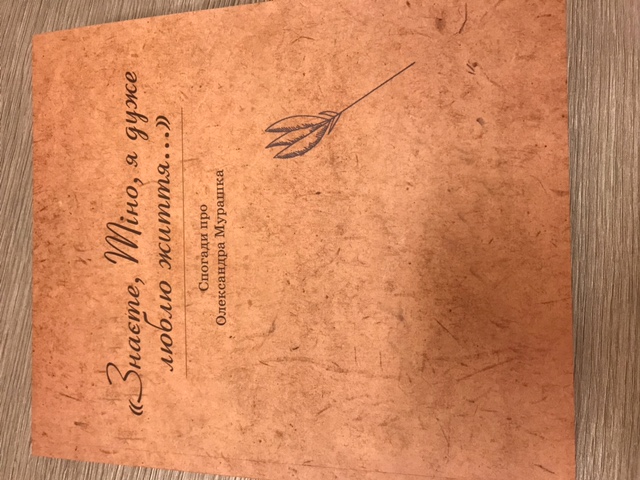 «Знаєте, Тіно, я дуже
люблю життя...»
Спогади про
Олександра Мурашка